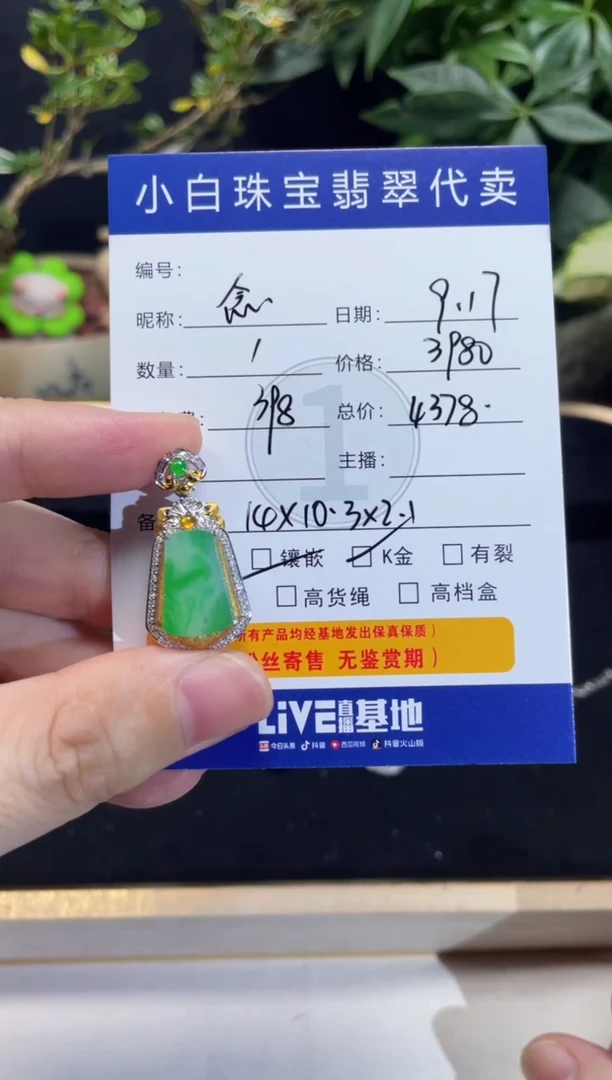 小白珠宝翡翠代卖
编号:
昵称: 念 日期: 9.17
数量: 1 价格: 3980
费: 398 总价: 4378.
主播:
备 14×10.3×2.1
□镶嵌 □K金 □有裂
□高货绳 □高档盒
所有产品均经基地发出保真保质)
丝寄售 无鉴赏期)
LiVE直播基地
今日头条 抖音 西瓜视频 抖音火山版